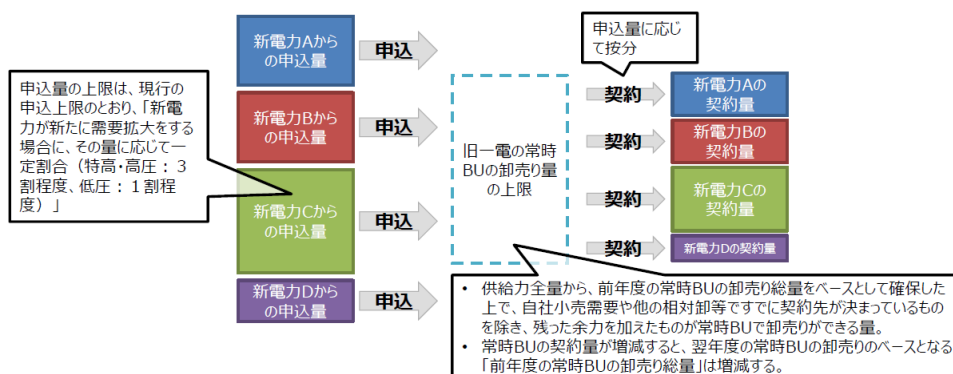 新電力Aから
の申込量
申込
申込量に応じ
て按分
契約
新電力Aの
契約量
申込量の上限は、現行の
申込上限のとおり、「新電
力が新たに需要拡大をする
場合に、その量に応じて一
定割合（特高・高圧：３
割程度、低圧：１割程
度）」
新電力Bから
の申込量
申込
旧一電の常時
BUの卸売り量
の上限
契約
新電力Bの
契約量
新電力Cから
の申込量
申込
契約
新電力Cの
契約量
新電力Dから
の申込量
申込
契約
新電力Dの契約量
• 供給力全量から、前年度の常時BUの卸売り総量をベースとして確保した
上で、自社小売需要や他の相対卸等ですでに契約先が決まっているもの
を除き、残った余力を加えたものが常時BUで卸売りができる量。
• 常時BUの契約量が増減すると、翌年度の常時BUの卸売りのベースとなる
「前年度の常時BUの卸売り総量」は増減する。